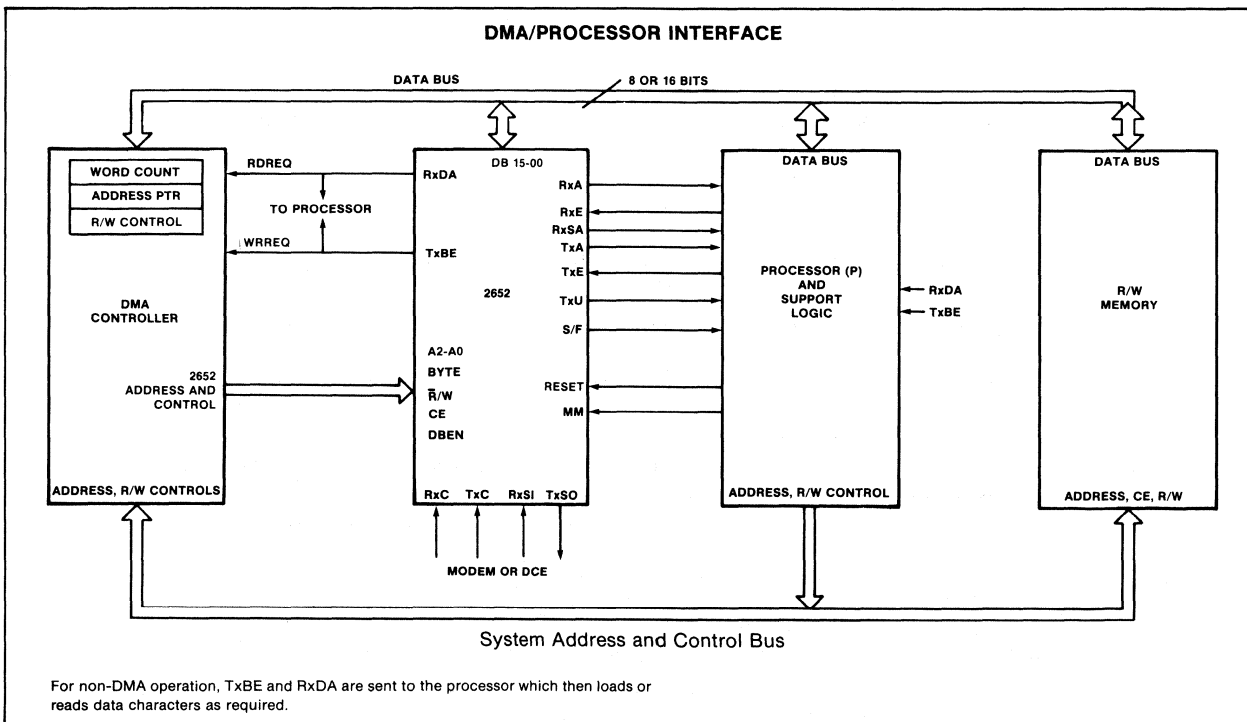 DMA/PROCESSOR INTERFACE
DATA BUS
8 OR 16 BITS
WORD COUNT
ADDRESS PTR
R/W CONTROL
DMA
CONTROLLER
2652
ADDRESS AND
CONTROL
ADDRESS, R/W CONTROLS
RDREQ
TO PROCESSOR
WRREQ
DB 15-00
RxDA
TxBE
2652
A2-A0
BYTE
R̅/W
CE
DBEN
RxA
RxE
RxSA
TxA
TxE
TxU
S/F
RESET
MM
RxC TxC RxSI TxSO
MODEM OR DCE
DATA BUS
PROCESSOR (P)
AND
SUPPORT
LOGIC
ADDRESS, R/W CONTROL
RxDA
TxBE
DATA BUS
R/W
MEMORY
ADDRESS, CE, R/W
System Address and Control Bus
For non-DMA operation, TxBE and RxDA are sent to the processor which then loads or
reads data characters as required.